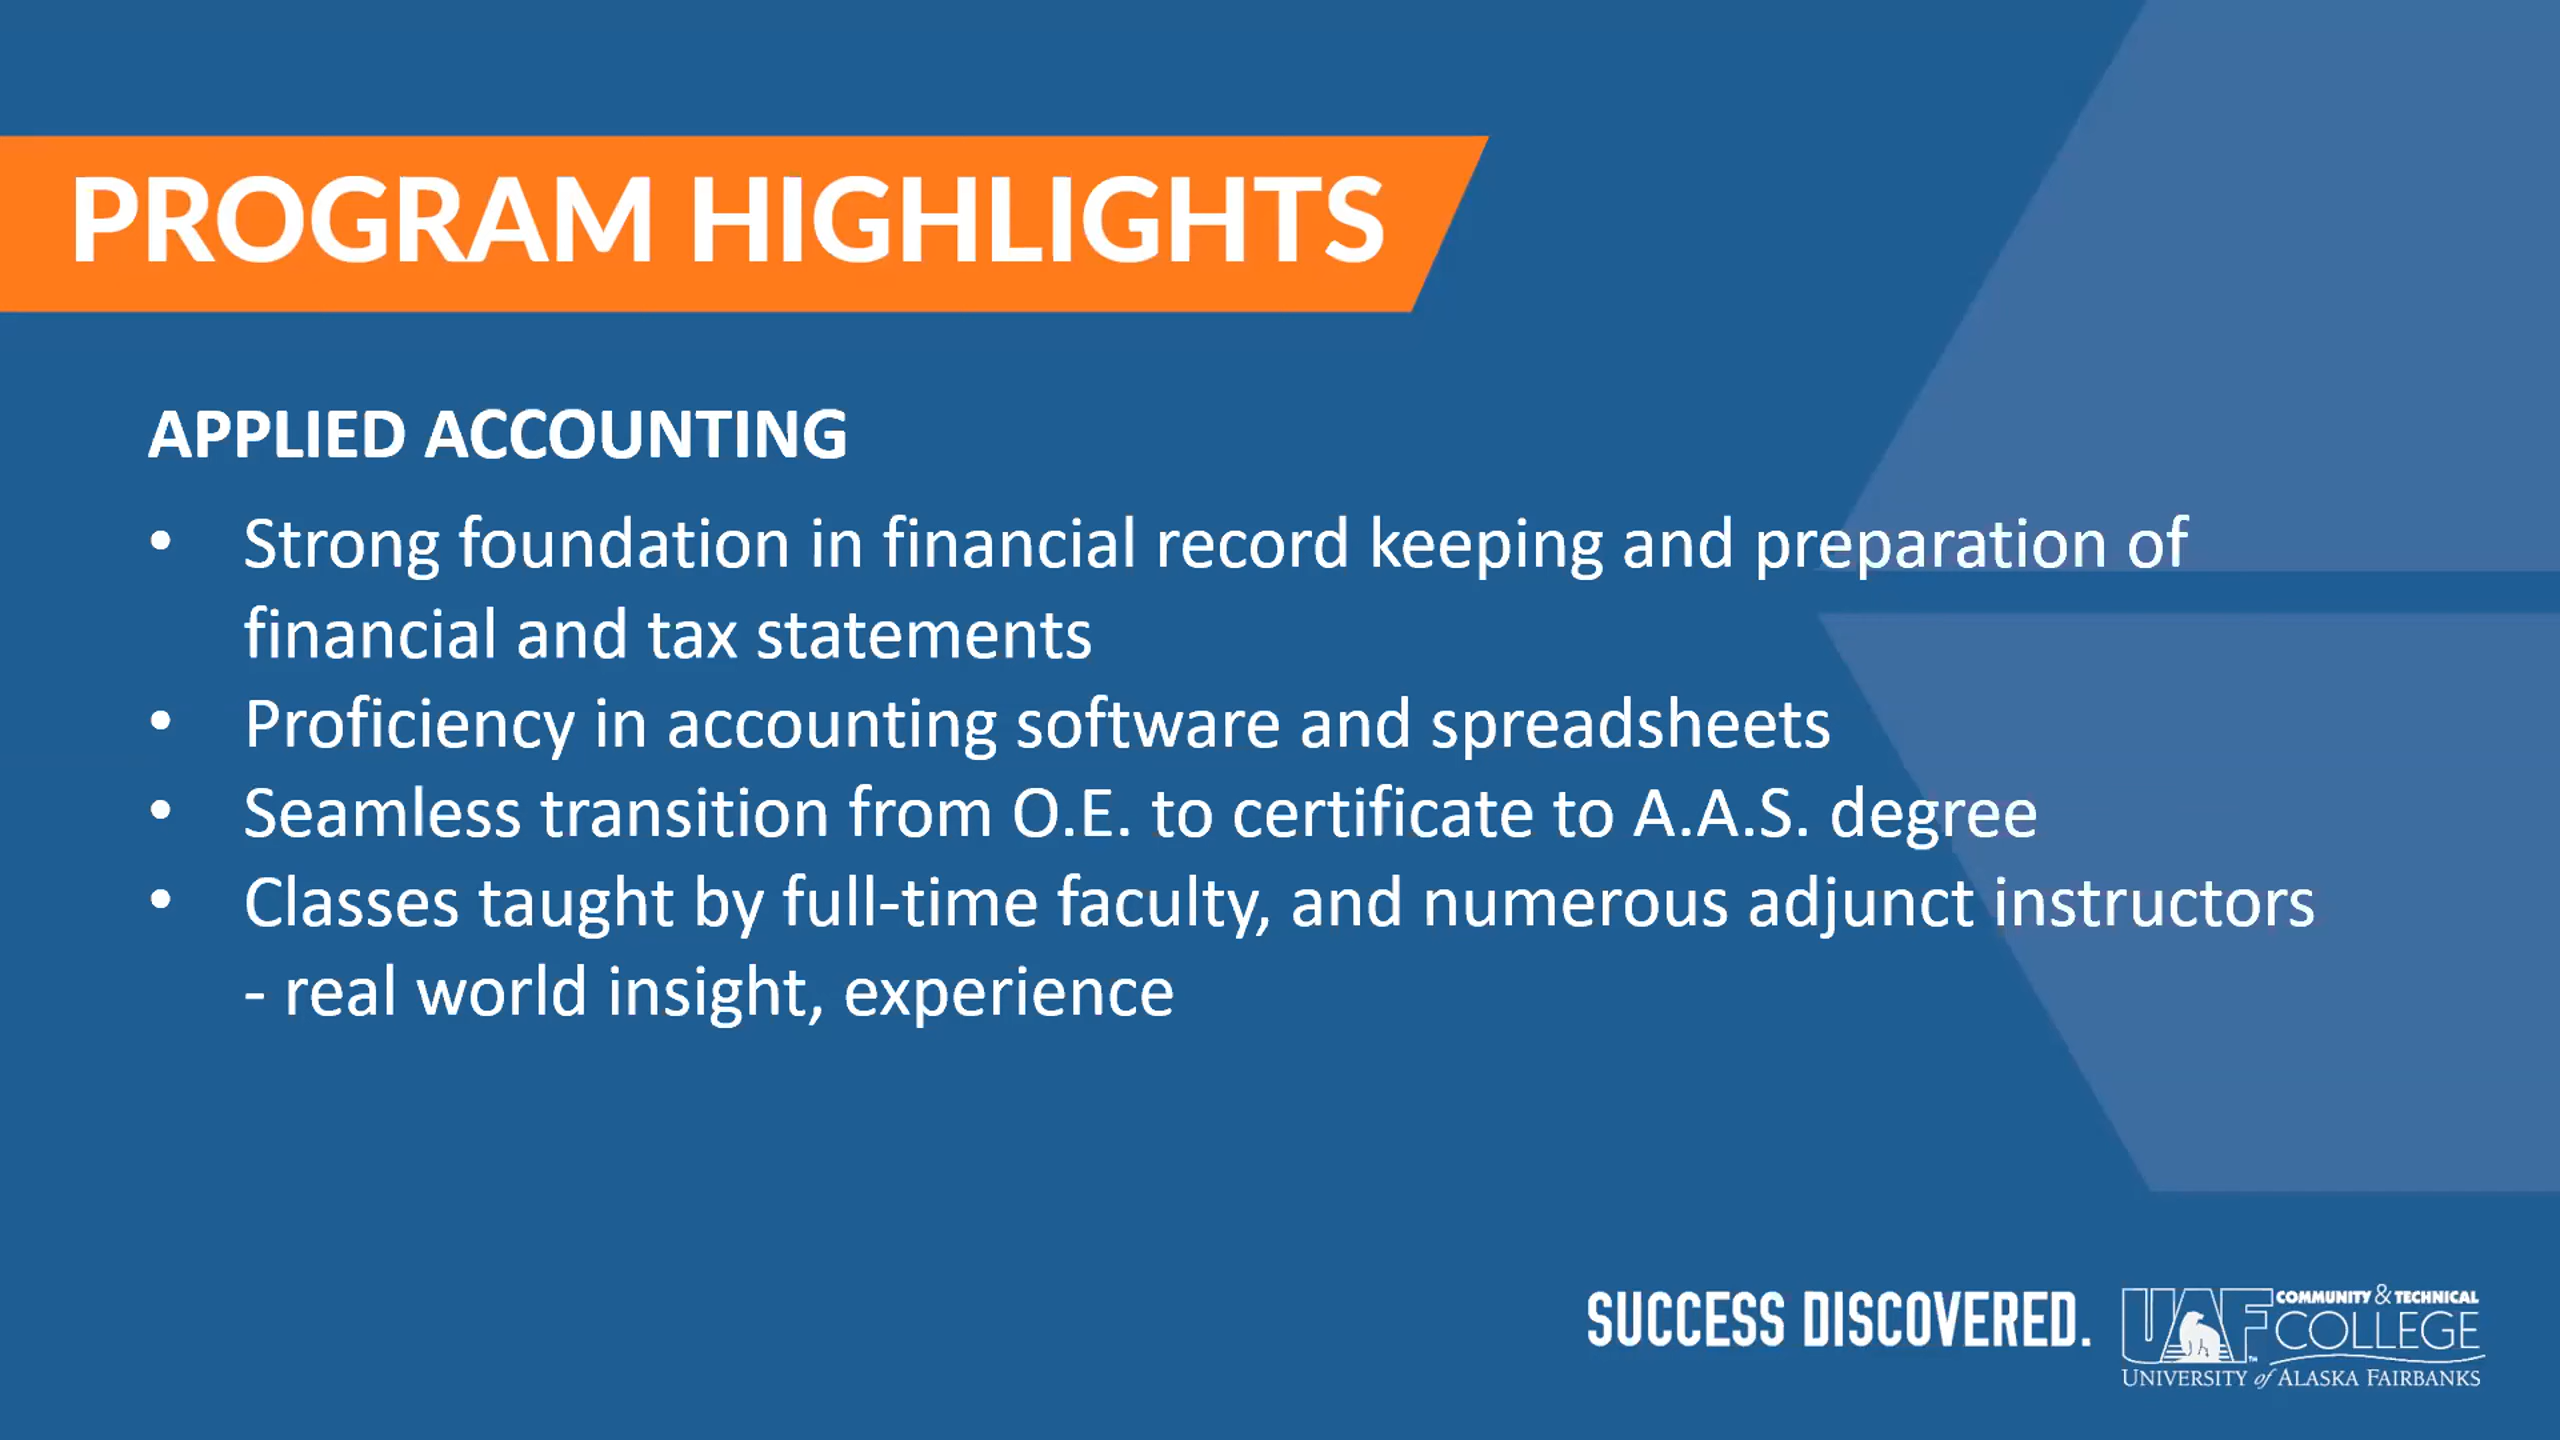 PROGRAM HIGHLIGHTS
APPLIED ACCOUNTING
• Strong foundation in financial record keeping and preparation of
financial and tax statements
• Proficiency in accounting software and spreadsheets
• Seamless transition from O.E. to certificate to A.A.S. degree
• Classes taught by full-time faculty, and numerous adjunct instructors
- real world insight, experience
SUCCESS DISCOVERED.
UAF COMMUNITY & TECHNICAL
COLLEGE
UNIVERSITY of ALASKA FAIRBANKS